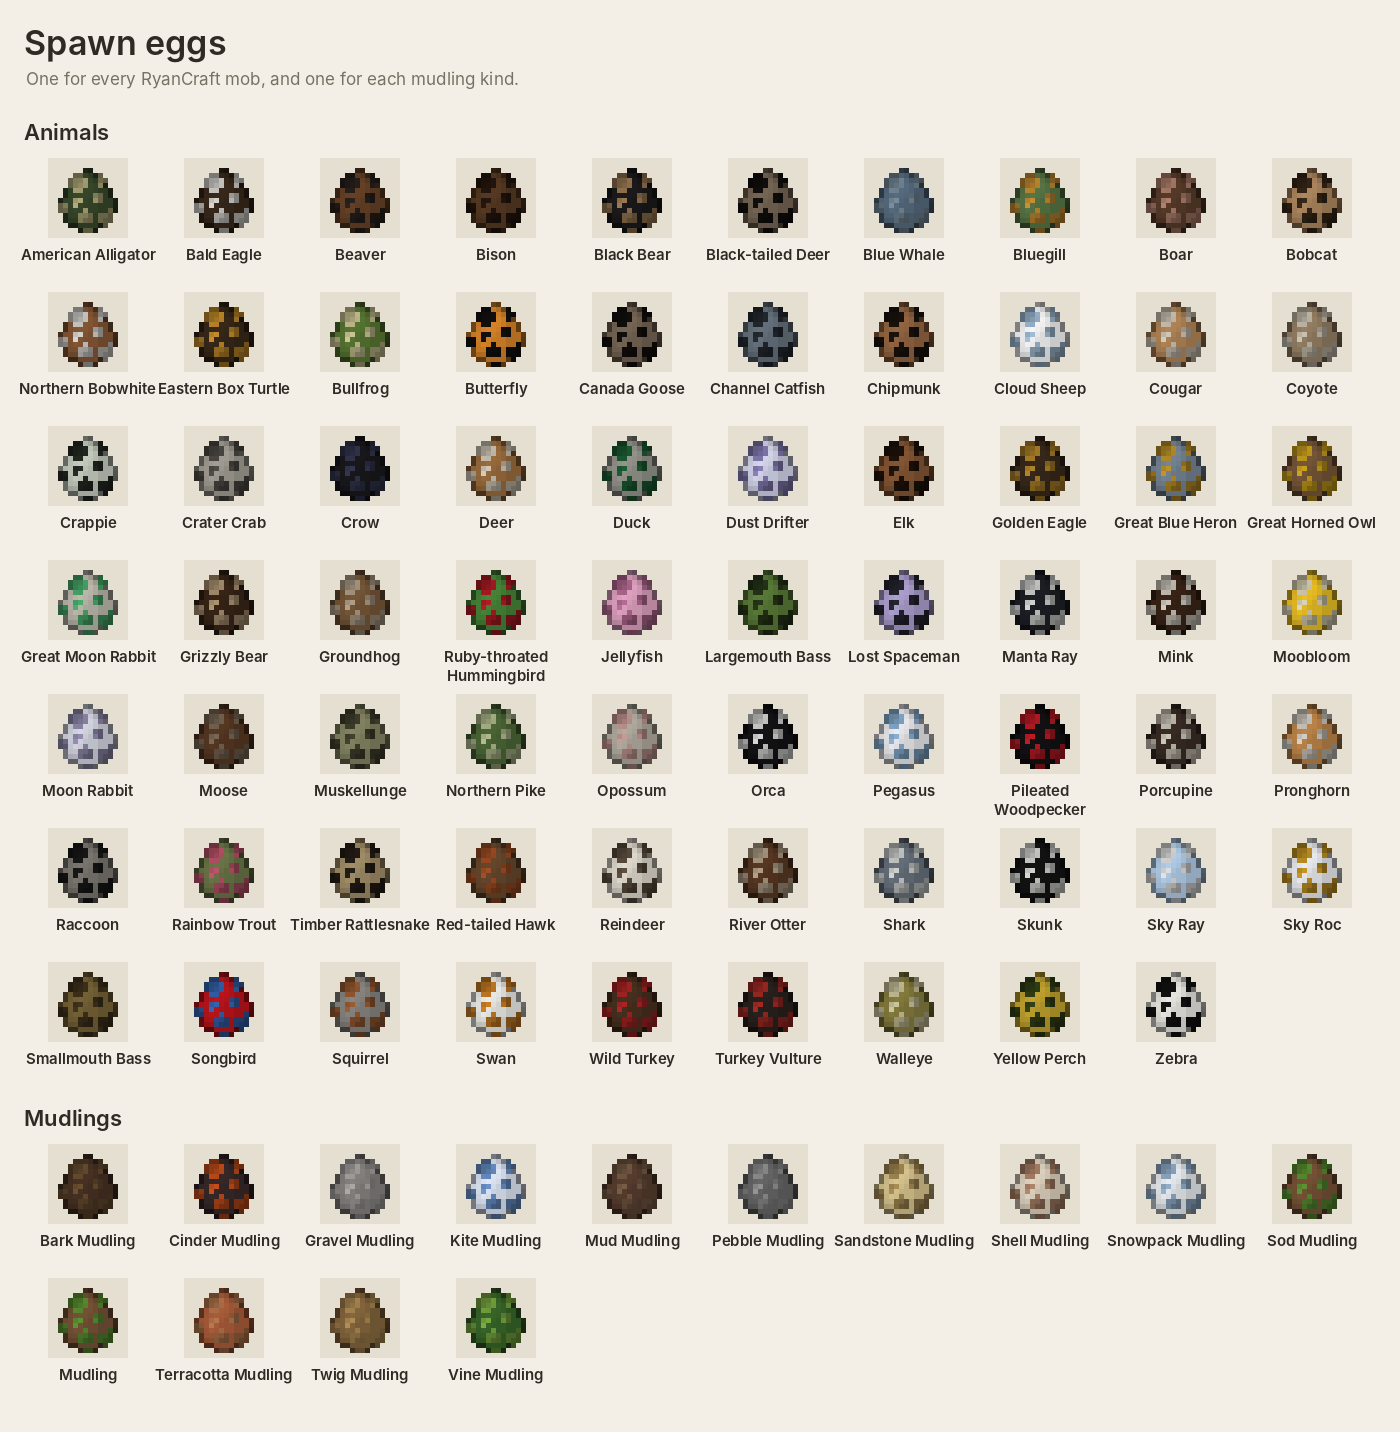 Spawn eggs
One for every RyanCraft mob, and one for each mudling kind.
Animals
American Alligator Bald Eagle Beaver Bison Black Bear Black-tailed Deer Blue Whale Bluegill Boar Bobcat
Northern Bobwhite Eastern Box Turtle Bullfrog Butterfly Canada Goose Channel Catfish Chipmunk Cloud Sheep Cougar Coyote
Crappie Crater Crab Crow Deer Duck Dust Drifter Elk Golden Eagle Great Blue Heron Great Horned Owl
Great Moon Rabbit Grizzly Bear Groundhog Ruby-throated Jellyfish Largemouth Bass Lost Spaceman Manta Ray Mink Moobloom
Hummingbird
Moon Rabbit Moose Muskellunge Northern Pike Opossum Orca Pegasus Pileated Porcupine Pronghorn
Woodpecker
Raccoon Rainbow Trout Timber Rattlesnake Red-tailed Hawk Reindeer River Otter Shark Skunk Sky Ray Sky Roc
Smallmouth Bass Songbird Squirrel Swan Wild Turkey Turkey Vulture Walleye Yellow Perch Zebra
Mudlings
Bark Mudling Cinder Mudling Gravel Mudling Kite Mudling Mud Mudling Pebble Mudling Sandstone Mudling Shell Mudling Snowpack Mudling Sod Mudling
Mudling Terracotta Mudling Twig Mudling Vine Mudling